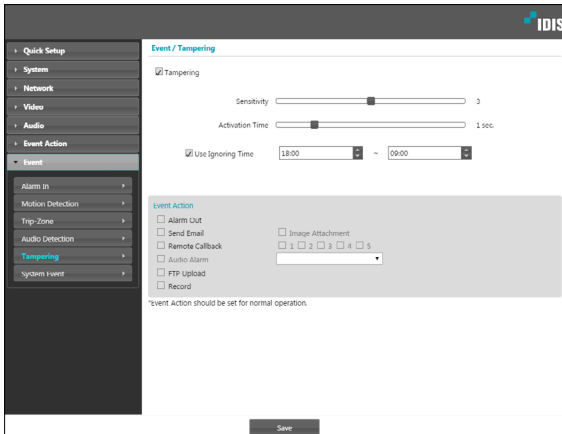 IDIS
Quick Setup
System
Network
Video
Audio
Event Action
Event
Alarm In
Motion Detection
Trip-Zone
Audio Detection
Tampering
System Event
Event / Tampering
Tampering
Sensitivity 3
Activation Time 1 sec.
Use Ignoring Time 18:00 ~ 09:00
Event Action
Alarm Out
Send Email Image Attachment
Remote Callback 1 2 3 4 5
Audio Alarm
FTP Upload
Record
*Event Action should be set for normal operation.
Save